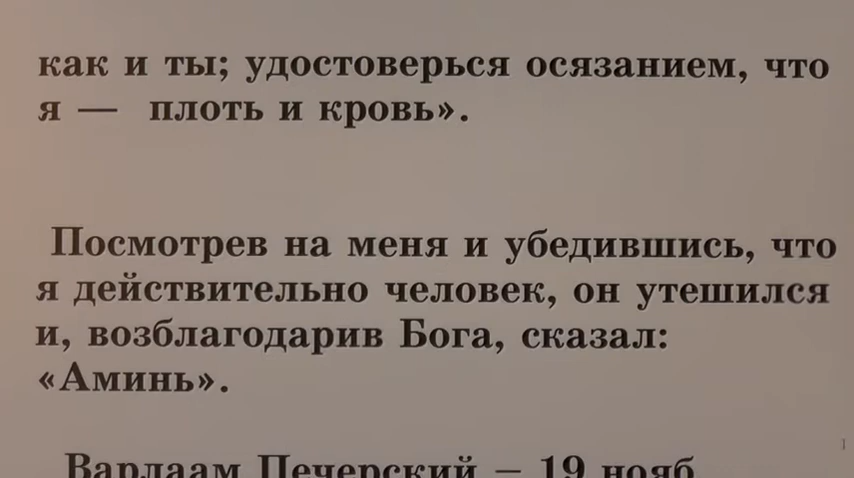 как и ты; удостоверься осязанием, что
я — плоть и кровь».
Посмотрев на меня и убедившись, что
я действительно человек, он утешился
и, возблагодарив Бога, сказал:
«Аминь».
Варлаам Печерский – 19 нояб